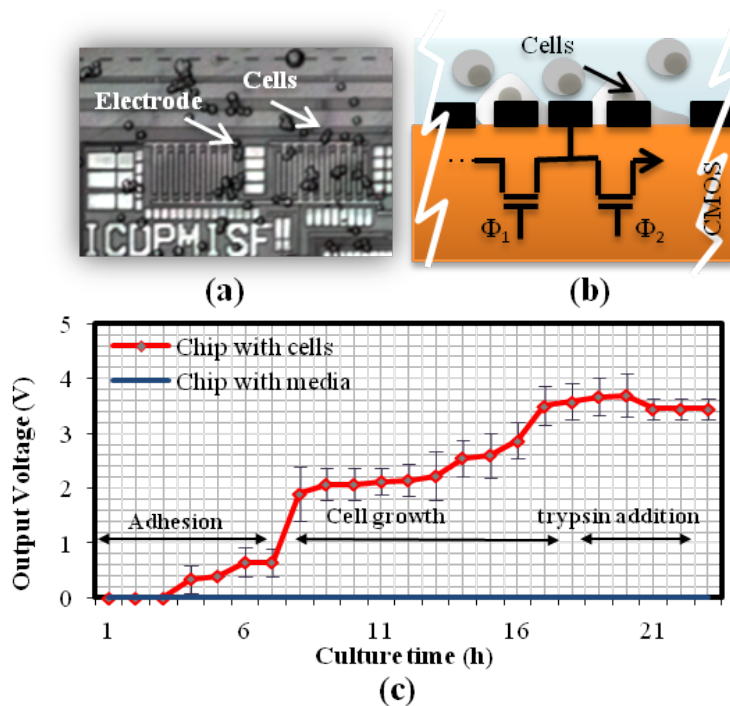 Cells
Electrode
ICDPMISF
(a)
Cells
...
Φ1
Φ2
CMOS
(b)
Output Voltage (V)
5
4
3
2
1
0
Chip with cells
Chip with media
Adhesion
Cell growth
trypsin addition
1 6 11 16 21
Culture time (h)
(c)